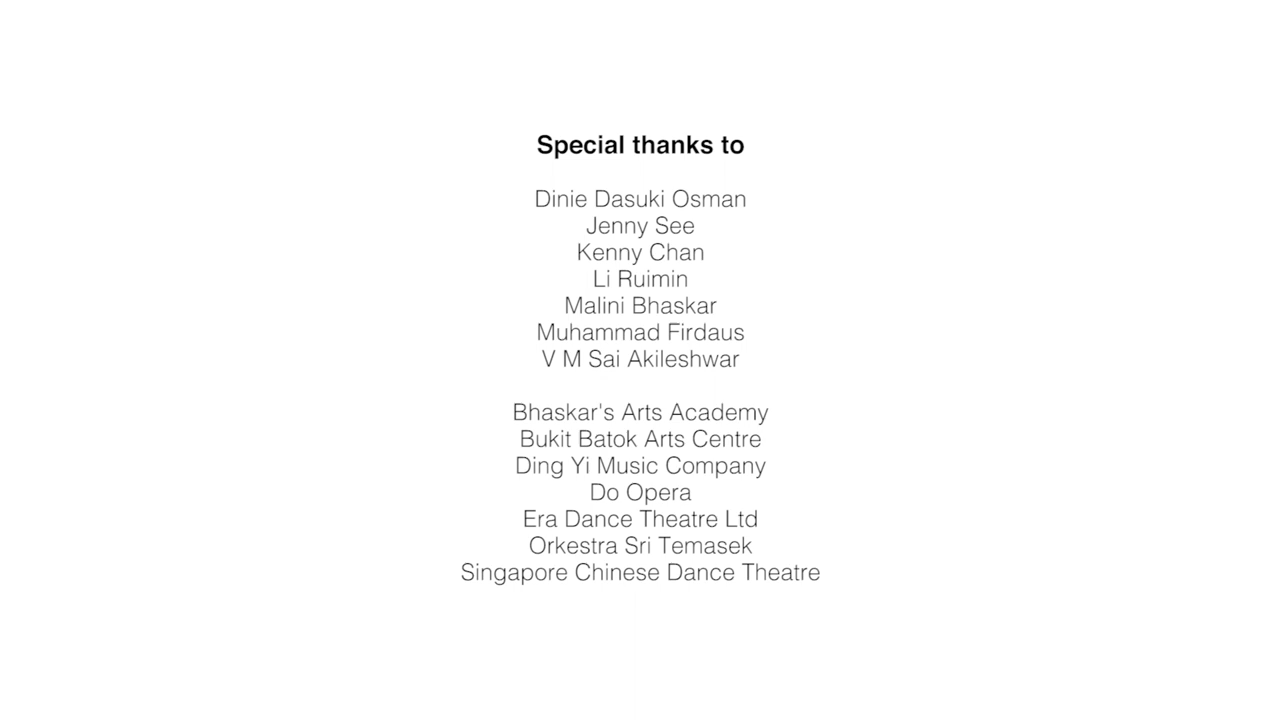 Special thanks to
Dinie Dasuki Osman
Jenny See
Kenny Chan
Li Ruimin
Malini Bhaskar
Muhammad Firdaus
V M Sai Akileshwar
Bhaskar's Arts Academy
Bukit Batok Arts Centre
Ding Yi Music Company
Do Opera
Era Dance Theatre Ltd
Orkestra Sri Temasek
Singapore Chinese Dance Theatre